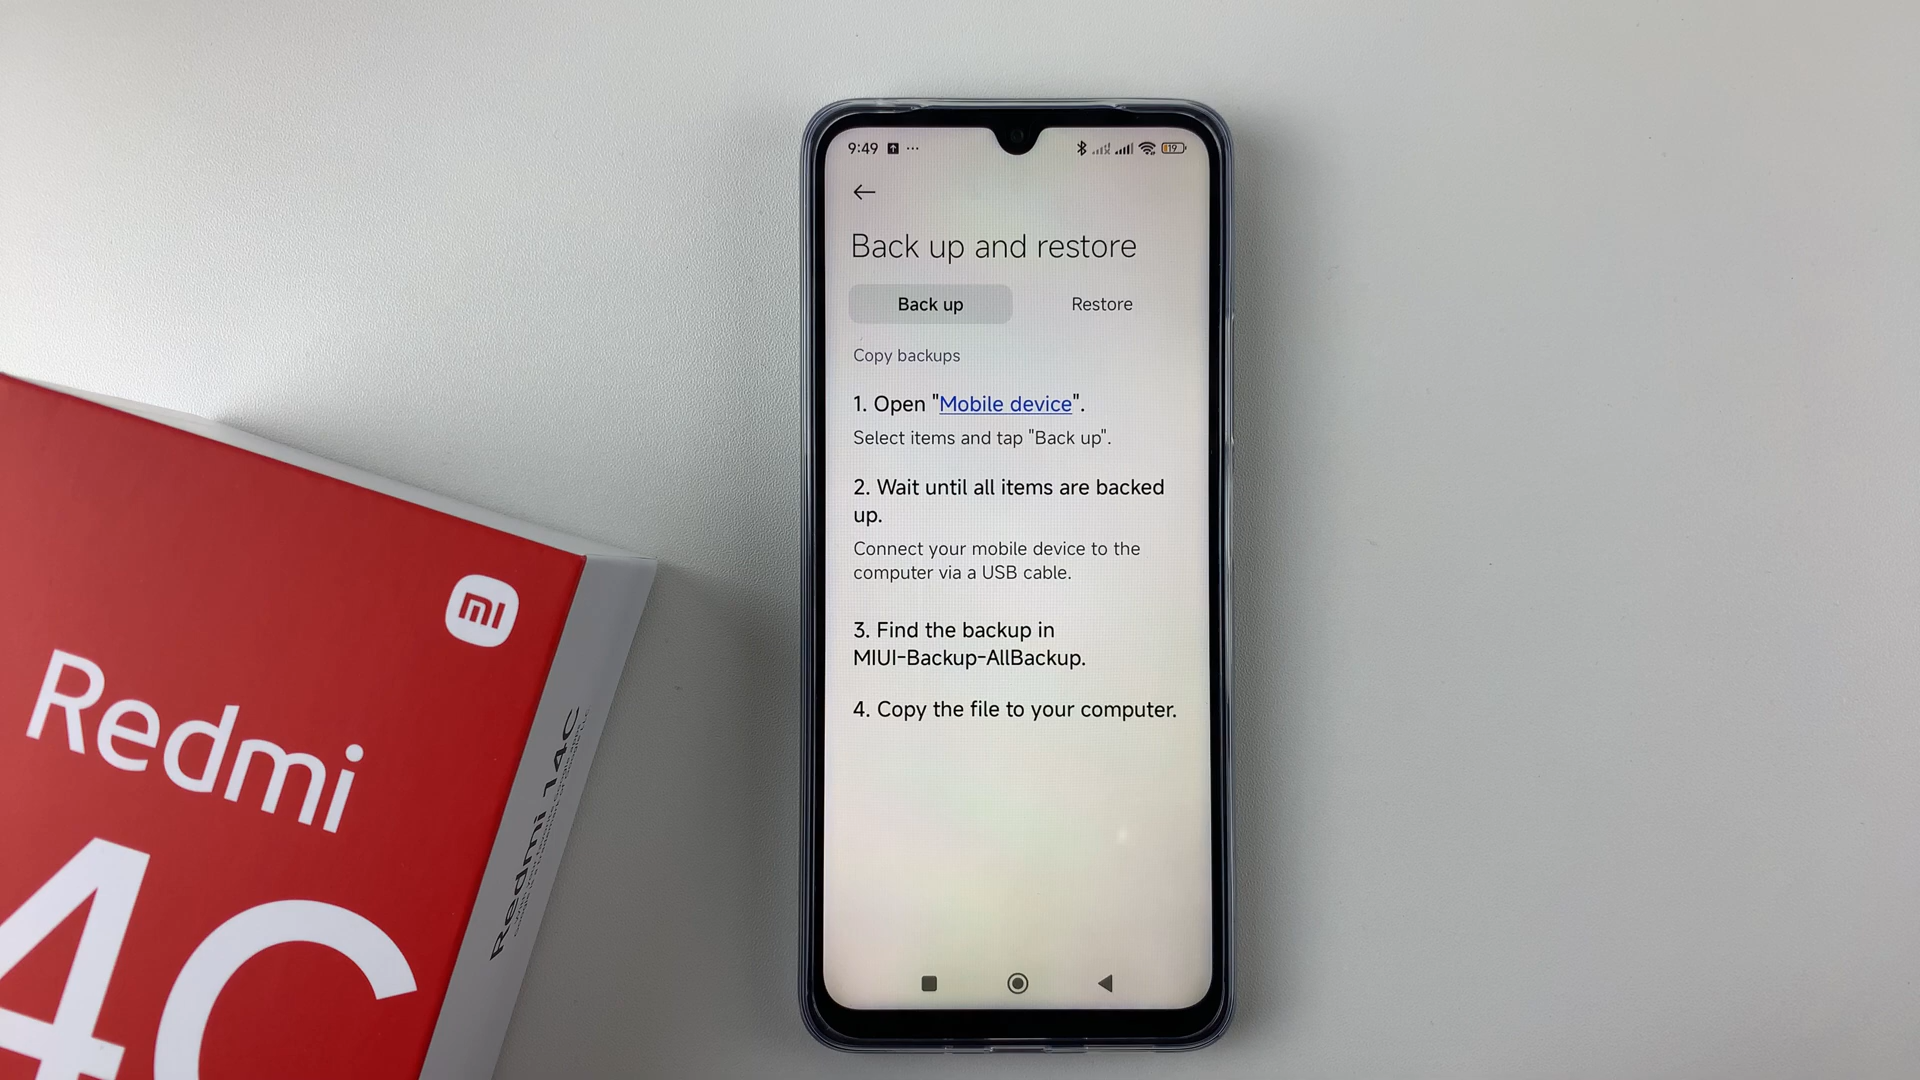 9:49
19
Back up and restore
Back up
Restore
Copy backups
1. Open "Mobile device".
Select items and tap "Back up".
2. Wait until all items are backed
up.
Connect your mobile device to the
computer via a USB cable.
3. Find the backup in
MIUI-Backup-AllBackup.
4. Copy the file to your computer.
mi
Redmi
4C
Redmi 14C